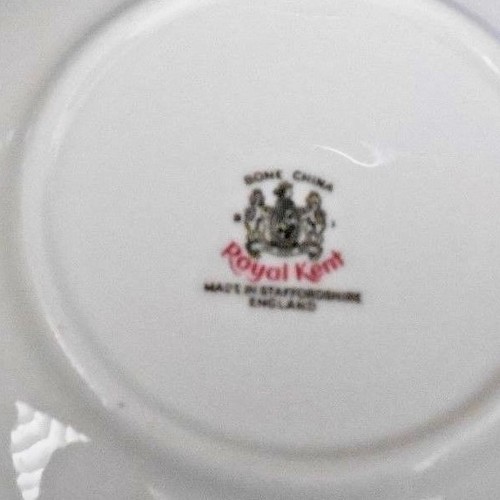 BONE CHINA
Royal Kent
MADE IN STAFFORDSHIRE
ENGLAND